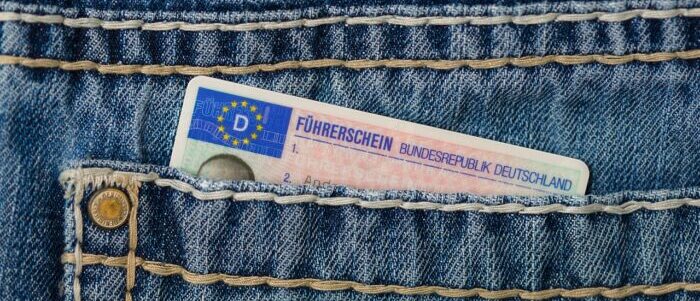 D
FÜHRERSCHEIN BUNDESREPUBLIK DEUTSCHLAND
1.
2.